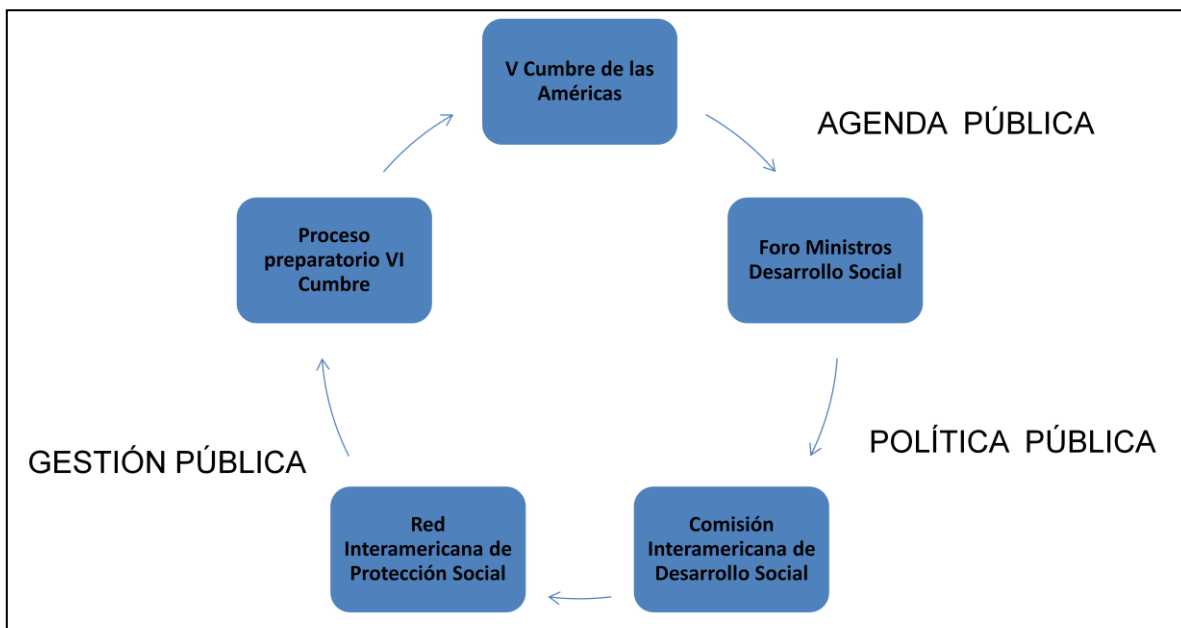 V Cumbre de las
Américas
AGENDA PÚBLICA
Foro Ministros
Desarrollo Social
POLÍTICA PÚBLICA
Comisión
Interamericana de
Desarrollo Social
Red
Interamericana de
Protección Social
GESTIÓN PÚBLICA
Proceso
preparatorio VI
Cumbre